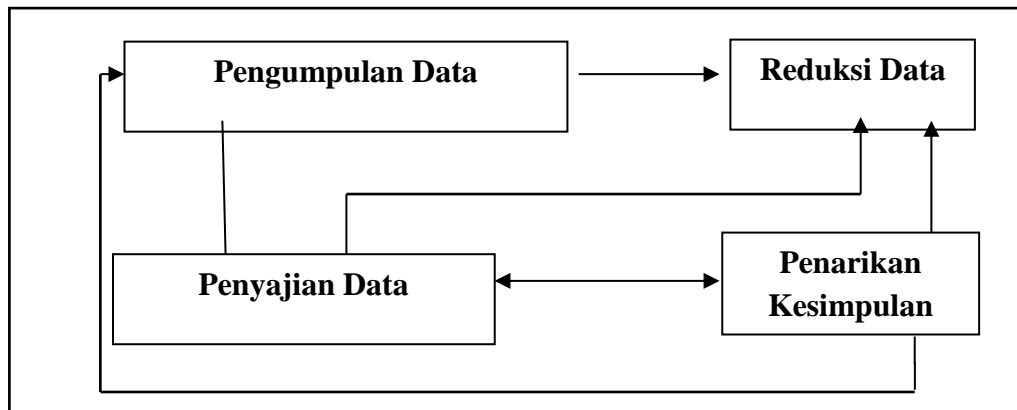 Pengumpulan Data
Reduksi Data
Penyajian Data
Penarikan
Kesimpulan